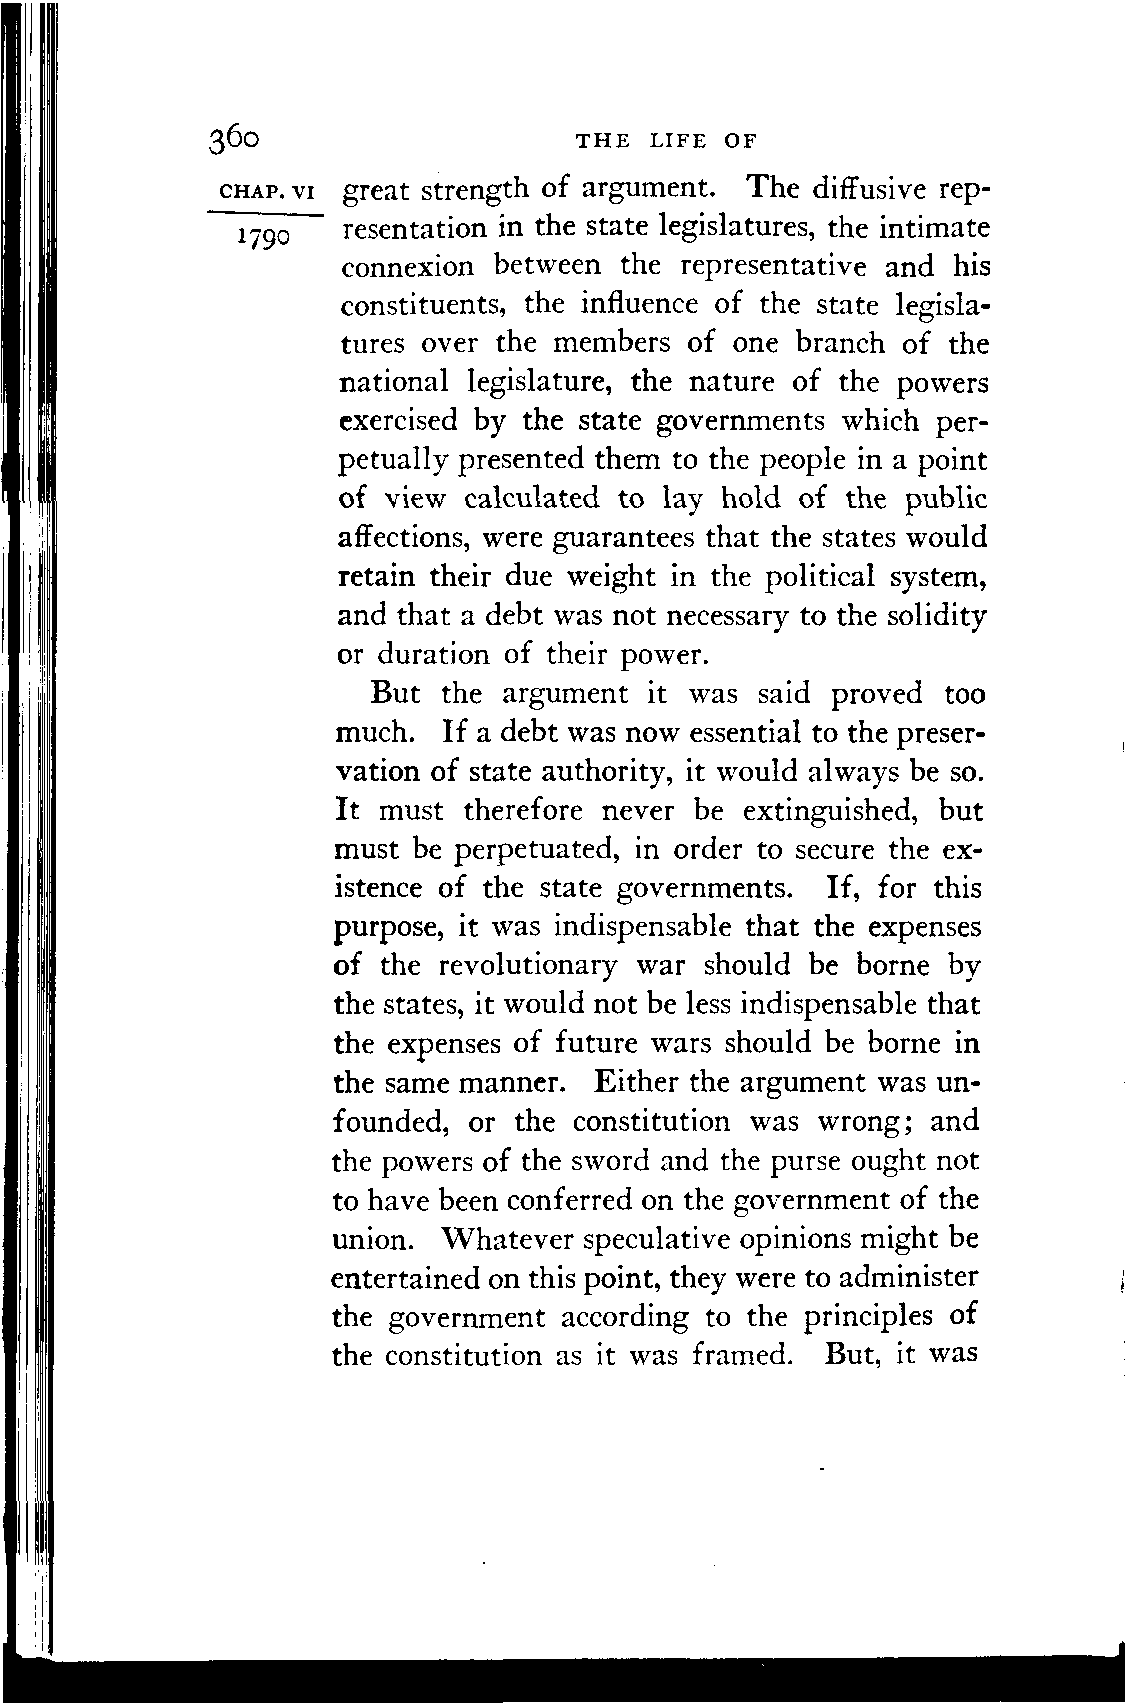 360 THE LIFE OF
CHAP. VI great strength of argument. The diffusive rep-
1790 resentation in the state legislatures, the intimate
connexion between the representative and his
constituents, the influence of the state legisla-
tures over the members of one branch of the
national legislature, the nature of the powers
exercised by the state governments which per-
petually presented them to the people in a point
of view calculated to lay hold of the public
affections, were guarantees that the states would
retain their due weight in the political system,
and that a debt was not necessary to the solidity
or duration of their power.
But the argument it was said proved too
much. If a debt was now essential to the preser-
vation of state authority, it would always be so.
It must therefore never be extinguished, but
must be perpetuated, in order to secure the ex-
istence of the state governments. If, for this
purpose, it was indispensable that the expenses
of the revolutionary war should be borne by
the states, it would not be less indispensable that
the expenses of future wars should be borne in
the same manner. Either the argument was un-
founded, or the constitution was wrong; and
the powers of the sword and the purse ought not
to have been conferred on the government of the
union. Whatever speculative opinions might be
entertained on this point, they were to administer
the government according to the principles of
the constitution as it was framed. But, it was